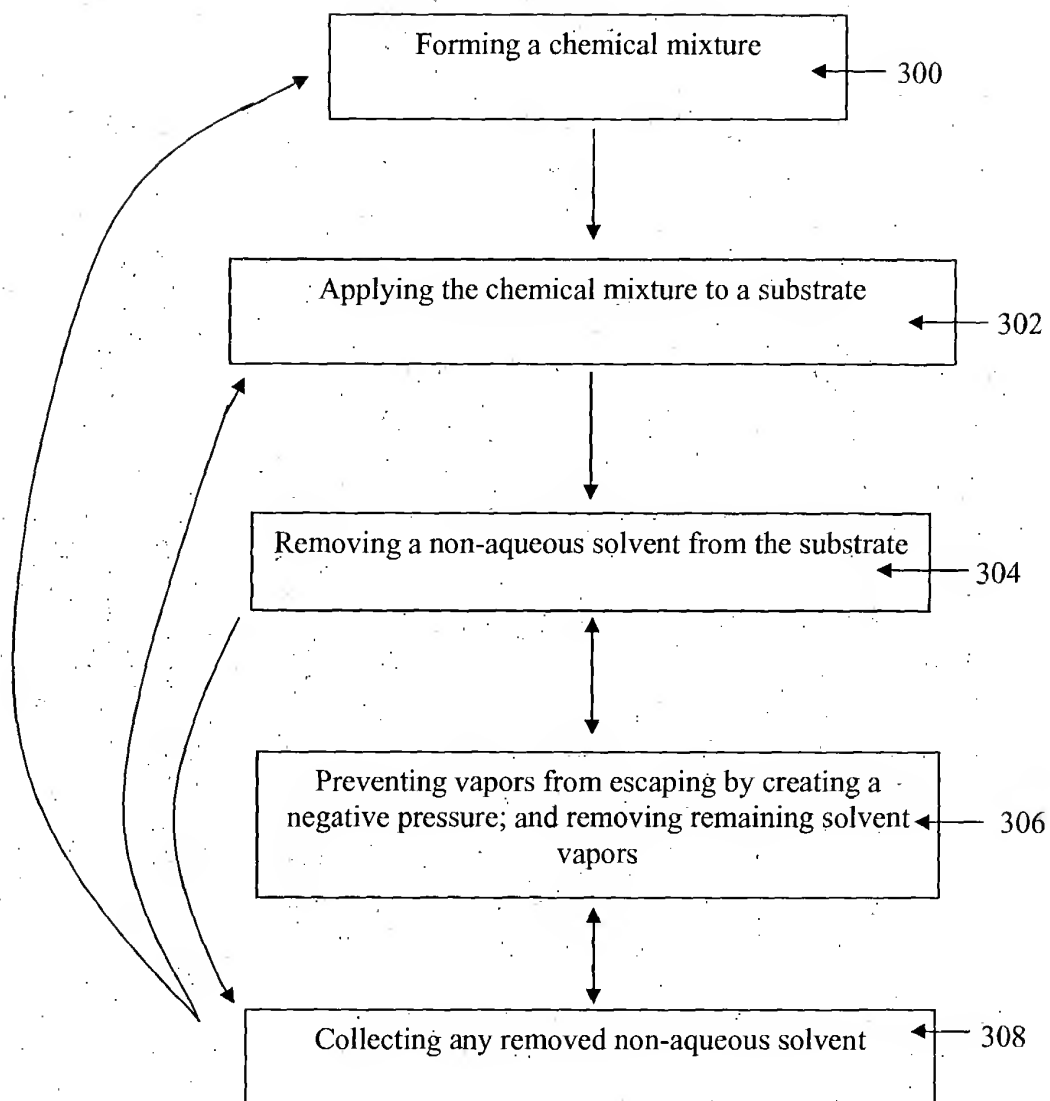 Forming a chemical mixture
300
Applying the chemical mixture to a substrate
302
Removing a non-aqueous solvent from the substrate
304
Preventing vapors from escaping by creating a
negative pressure; and removing remaining solvent
vapors
306
Collecting any removed non-aqueous solvent
308